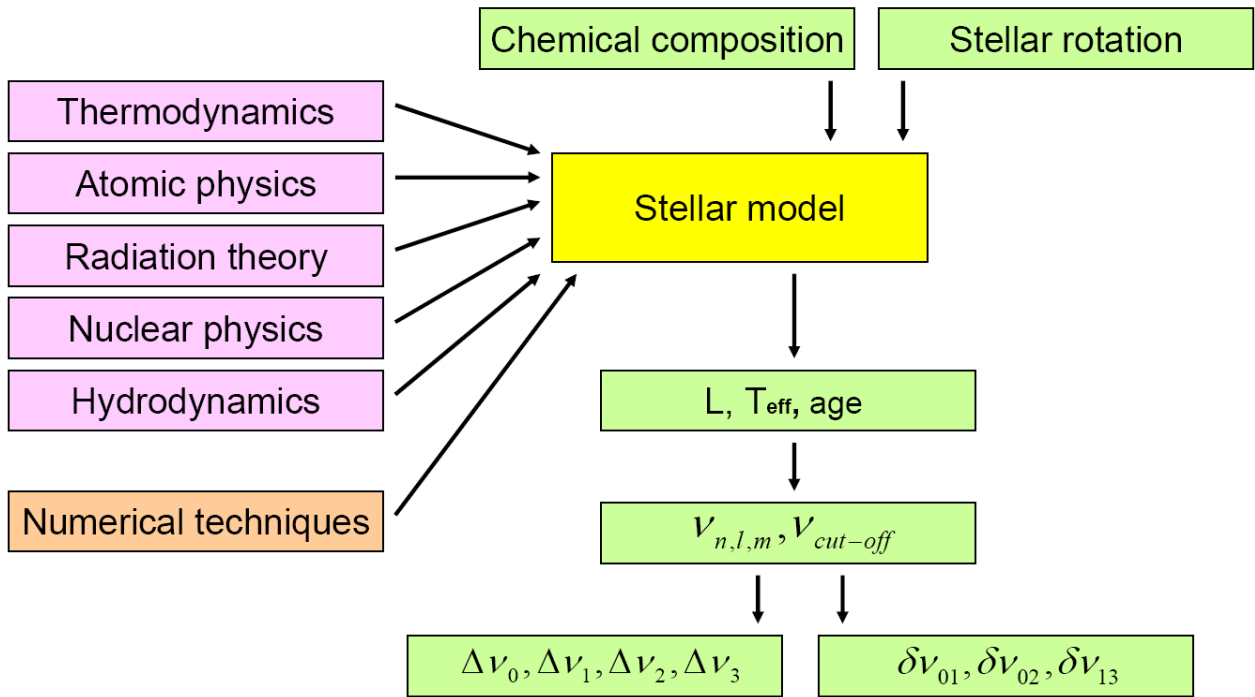 Chemical composition
Stellar rotation
Thermodynamics
Atomic physics
Radiation theory
Nuclear physics
Hydrodynamics
Numerical techniques
Stellar model
L, Teff, age
νn,l,m, νcut−off
Δν0, Δν1, Δν2, Δν3
δν01, δν02, δν13